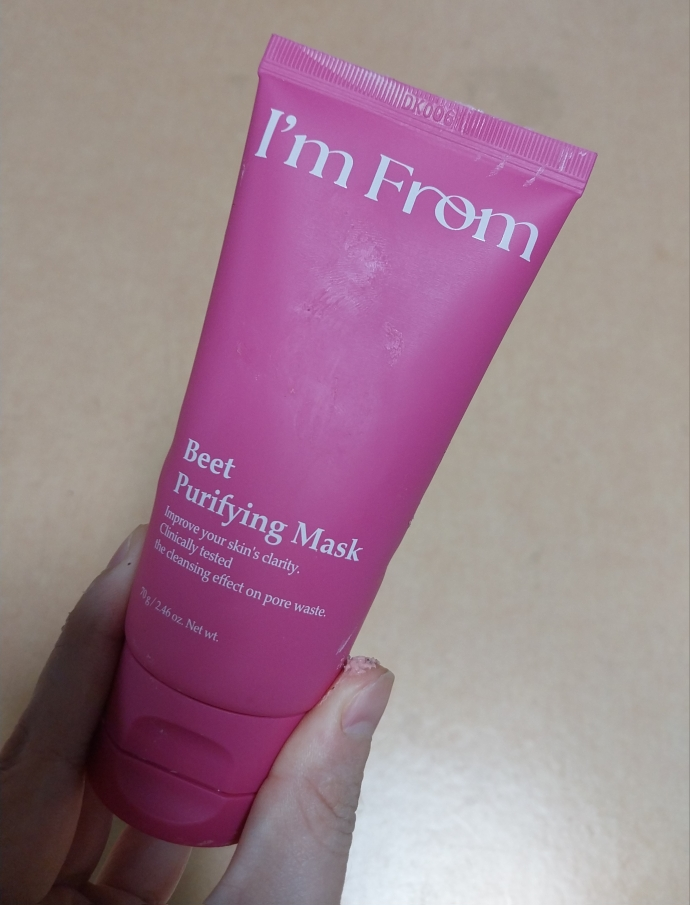 DK006
I'm From
Beet
Purifying Mask
Improve your skin's clarity.
Clinically tested
the cleansing effect on pore waste.
70 g / 2.46 oz. Net wt.